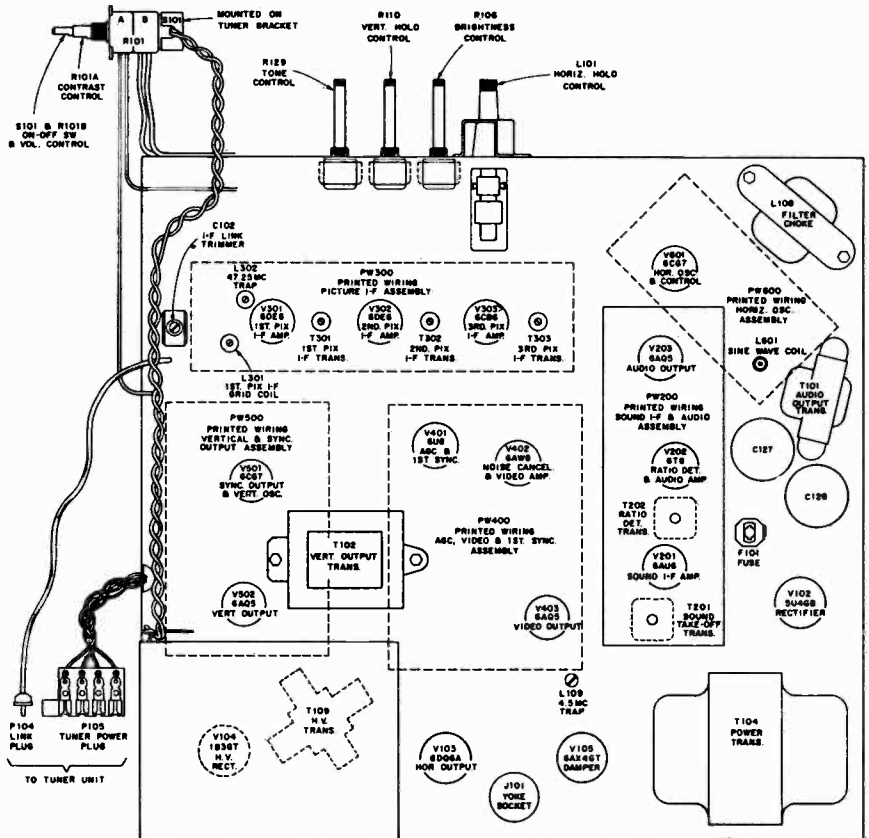 A B S101
R101
MOUNTED ON
TUNER BRACKET
R101A
CONTRAST
CONTROL
S101 & R101B
ON-OFF SW
& VOL. CONTROL
R129
TONE
CONTROL
R110
VERT. HOLD
CONTROL
R106
BRIGHTNESS
CONTROL
L101
HORIZ. HOLD
CONTROL
C102
I-F LINK
TRIMMER
L302
47.25MC
TRAP
PW300
PRINTED WIRING
PICTURE I-F ASSEMBLY
V301
6DE6
1ST. PIX
I-F AMP.
T301
1ST PIX
I-F TRANS.
V302
6DE6
2ND. PIX
I-F AMP.
T302
2ND. PIX
I-F TRANS.
V303
6CB6
3RD. PIX
I-F AMP.
T303
3RD PIX
I-F TRANS.
L301
1ST. PIX I-F
GRID COIL
L108
FILTER
CHOKE
V601
6CG7
HOR. OSC
& CONTROL
PW600
PRINTED WIRING
HORIZ. OSC.
ASSEMBLY
L601
SINE WAVE COIL
T101
AUDIO
OUTPUT
TRANS.
V203
6AQ5
AUDIO OUTPUT
PW200
PRINTED WIRING
SOUND I-F & AUDIO
ASSEMBLY
V202
6T8
RATIO DET.
& AUDIO AMP
T202
RATIO
DET.
TRANS.
V201
6AU6
SOUND I-F AMP.
T201
SOUND
TAKE-OFF
TRANS.
C127
C128
F101
FUSE
V102
5U4GB
RECTIFIER
PW500
PRINTED WIRING
VERTICAL & SYNC.
OUTPUT ASSEMBLY
V501
6CG7
SYNC. OUTPUT
& VERT OSC.
V401
6U8
AGC &
1ST SYNC.
V402
6AW8
NOISE CANCEL.
& VIDEO AMP.
PW400
PRINTED WIRING
AGC, VIDEO & 1ST. SYNC.
ASSEMBLY
T102
VERT OUTPUT
TRANS.
V502
6AQ5
VERT OUTPUT
V403
6AQ5
VIDEO OUTPUT
L109
4.5 MC
TRAP
T109
H.V.
TRANS.
V104
1B3GT
H.V.
RECT.
V103
6DQ6A
HOR OUTPUT
J101
YOKE
SOCKET
V105
6AX4GT
DAMPER
T104
POWER
TRANS.
P104
LINK
PLUG
P105
TUNER POWER
PLUG
TO TUNER UNIT